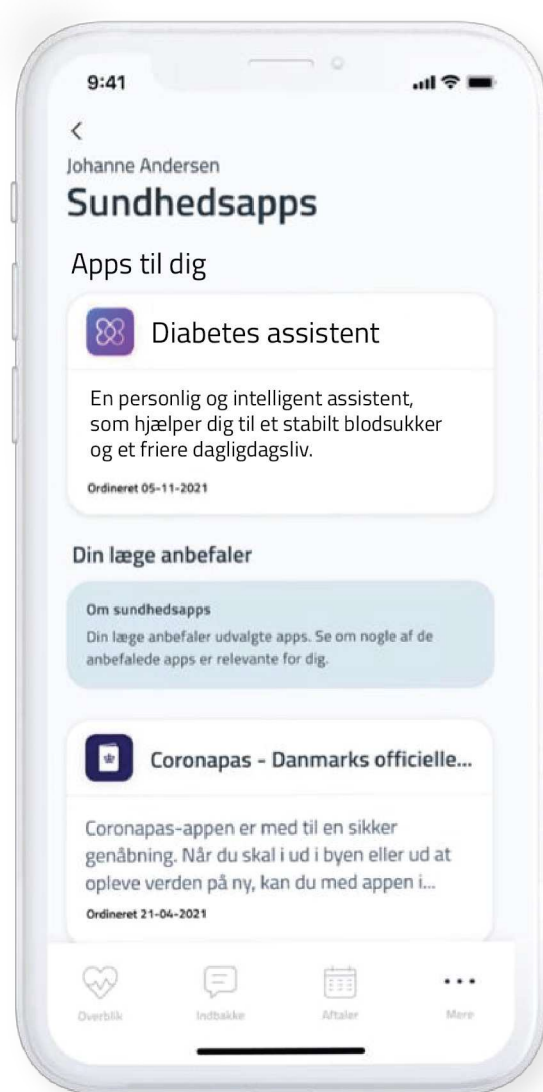 9:41
Johanne Andersen
Sundhedsapps
Apps til dig
Diabetes assistent
En personlig og intelligent assistent,
som hjælper dig til et stabilt blodsukker
og et friere dagligdagsliv.
Ordineret 05-11-2021
Din læge anbefaler
Om sundhedsapps
Din læge anbefaler udvalgte apps. Se om nogle af de
anbefalede apps er relevante for dig.
Coronapas - Danmarks officielle...
Coronapas-appen er med til en sikker
genåbning. Når du skal i ud i byen eller ud at
opleve verden på ny, kan du med appen i...
Ordineret 21-04-2021
Overblik Indbakke Aftaler Mere